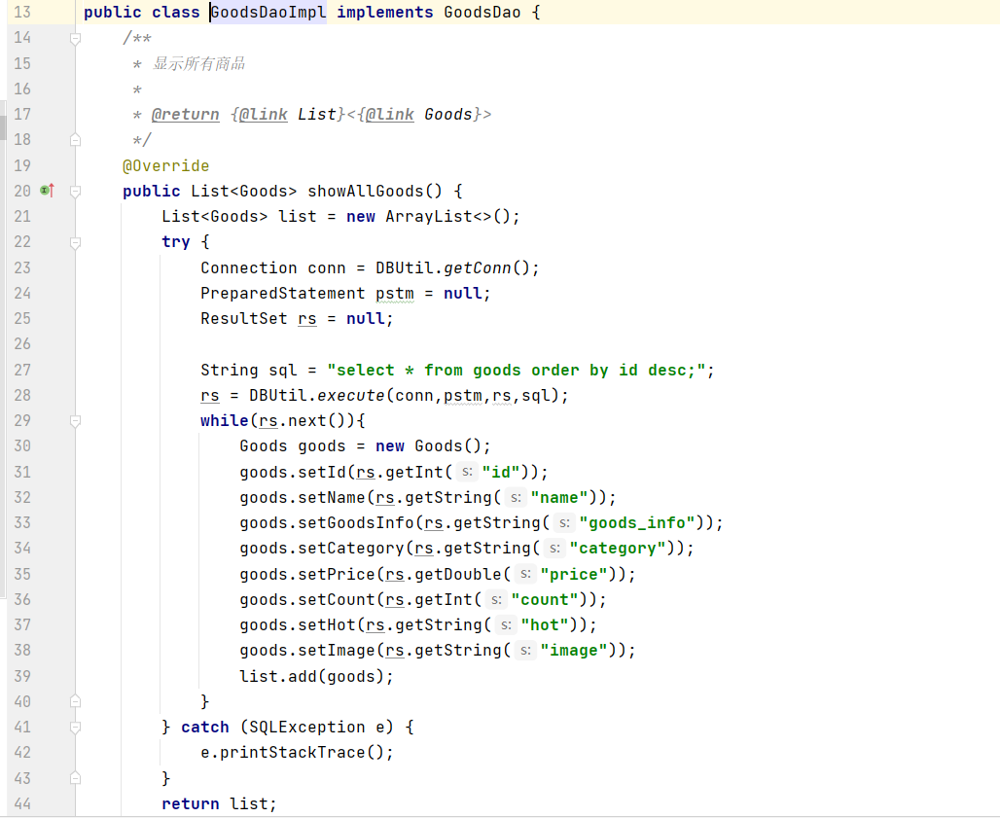 13 public class GoodsDaoImpl implements GoodsDao {
14 /**
15 * 显示所有商品
16 *
17 * @return {@link List}<{@link Goods}>
18 */
19 @Override
20 public List<Goods> showAllGoods() {
21 List<Goods> list = new ArrayList<>();
22 try {
23 Connection conn = DBUtil.getConn();
24 PreparedStatement pstm = null;
25 ResultSet rs = null;
26
27 String sql = "select * from goods order by id desc;";
28 rs = DBUtil.execute(conn,pstm,rs,sql);
29 while(rs.next()){
30 Goods goods = new Goods();
31 goods.setId(rs.getInt( s: "id"));
32 goods.setName(rs.getString( s: "name"));
33 goods.setGoodsInfo(rs.getString( s: "goods_info"));
34 goods.setCategory(rs.getString( s: "category"));
35 goods.setPrice(rs.getDouble( s: "price"));
36 goods.setCount(rs.getInt( s: "count"));
37 goods.setHot(rs.getString( s: "hot"));
38 goods.setImage(rs.getString( s: "image"));
39 list.add(goods);
40 }
41 } catch (SQLException e) {
42 e.printStackTrace();
43 }
44 return list;